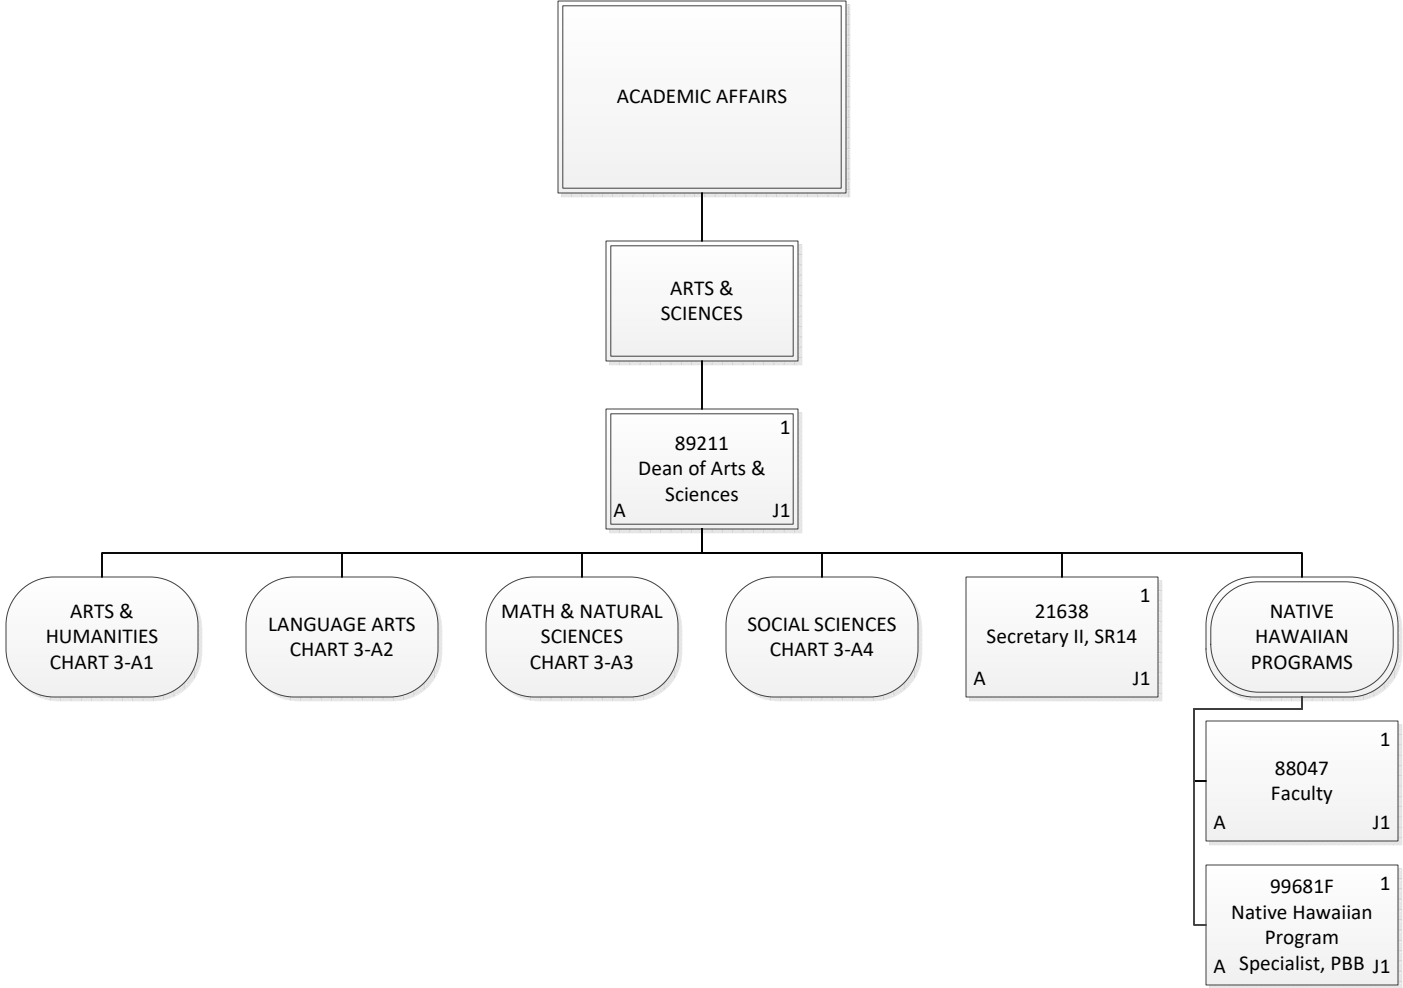 ACADEMIC AFFAIRS
ARTS &
SCIENCES
1
89211
Dean of Arts &
Sciences
A J1
ARTS &
HUMANITIES
CHART 3-A1
LANGUAGE ARTS
CHART 3-A2
MATH & NATURAL
SCIENCES
CHART 3-A3
SOCIAL SCIENCES
CHART 3-A4
1
21638
Secretary II, SR14
A J1
NATIVE
HAWAIIAN
PROGRAMS
1
88047
Faculty
A J1
99681F 1
Native Hawaiian
Program
A Specialist, PBB J1